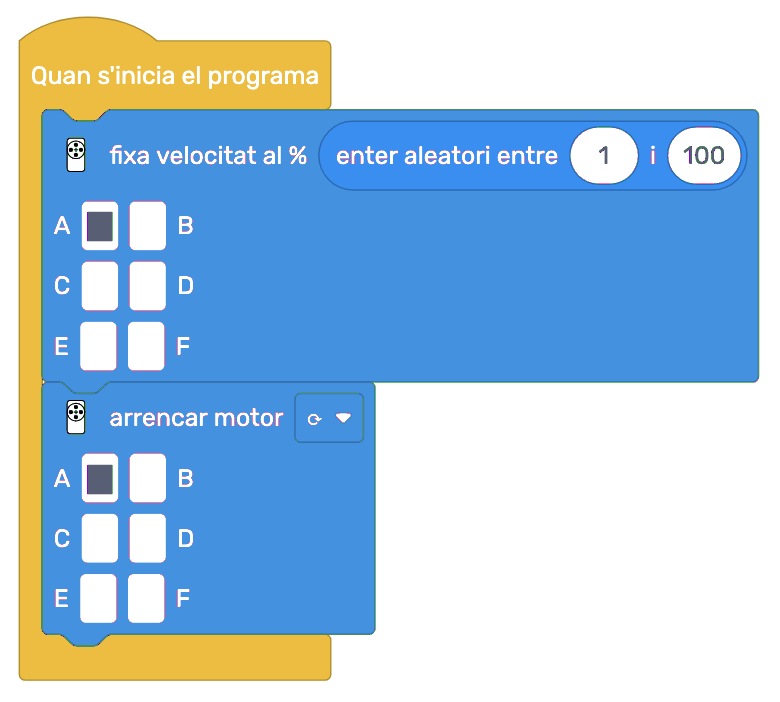 Quan s'inicia el programa
fixa velocitat al % enter aleatori entre 1 i 100
A B
C D
E F
arrencar motor ⟳
A B
C D
E F